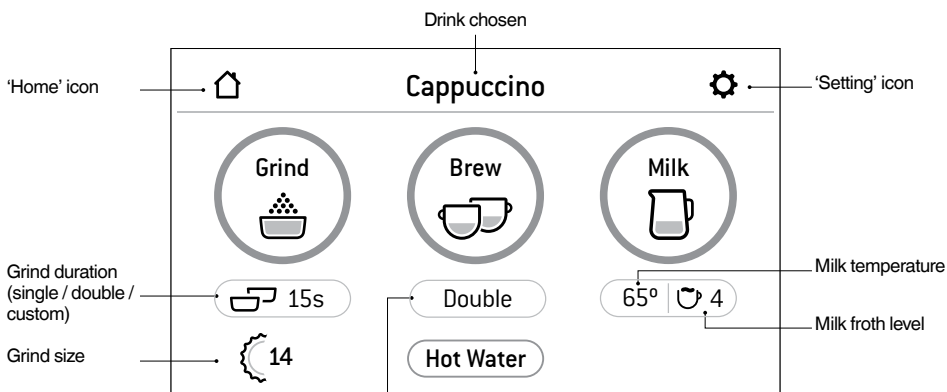 Drink chosen
‘Home’ icon
Cappuccino
‘Setting’ icon
Grind
Brew
Milk
Grind duration
(single / double /
custom)
15s
Double
65º
4
Milk temperature
Milk froth level
Grind size
14
Hot Water